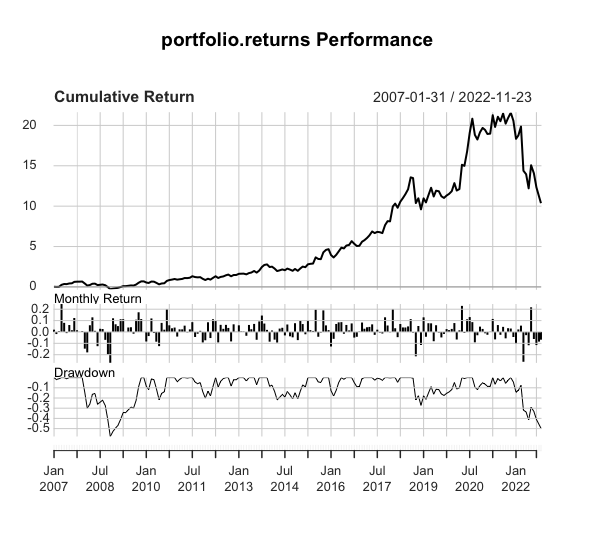 portfolio.returns Performance
Cumulative Return 2007-01-31 / 2022-11-23
20
15
10
5
0
Monthly Return
0.2
0.1
0.0
-0.1
-0.2
Drawdown
-0.1
-0.2
-0.3
-0.4
-0.5
Jan Jul Jan Jul Jan Jul Jan Jul Jan Jul Jan
2007 2008 2010 2011 2013 2014 2016 2017 2019 2020 2022